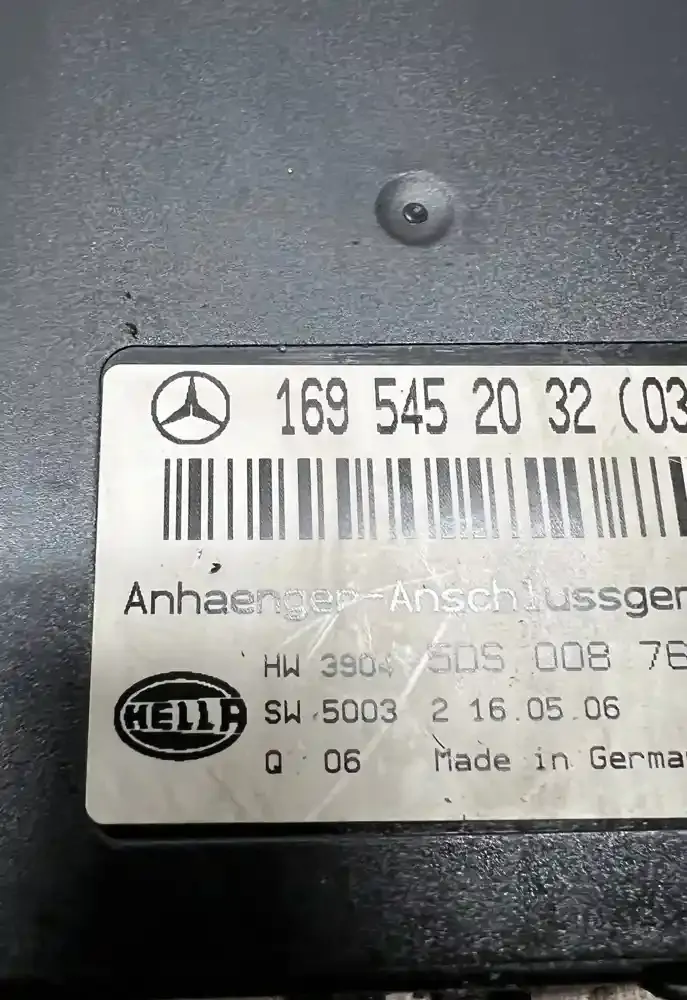 169 545 20 32 (03
Anhaenger-Anschlussger
HW 3904 5DS 008 76
HELLA SW 5003 2 16.05.06
Q 06 Made in Germa